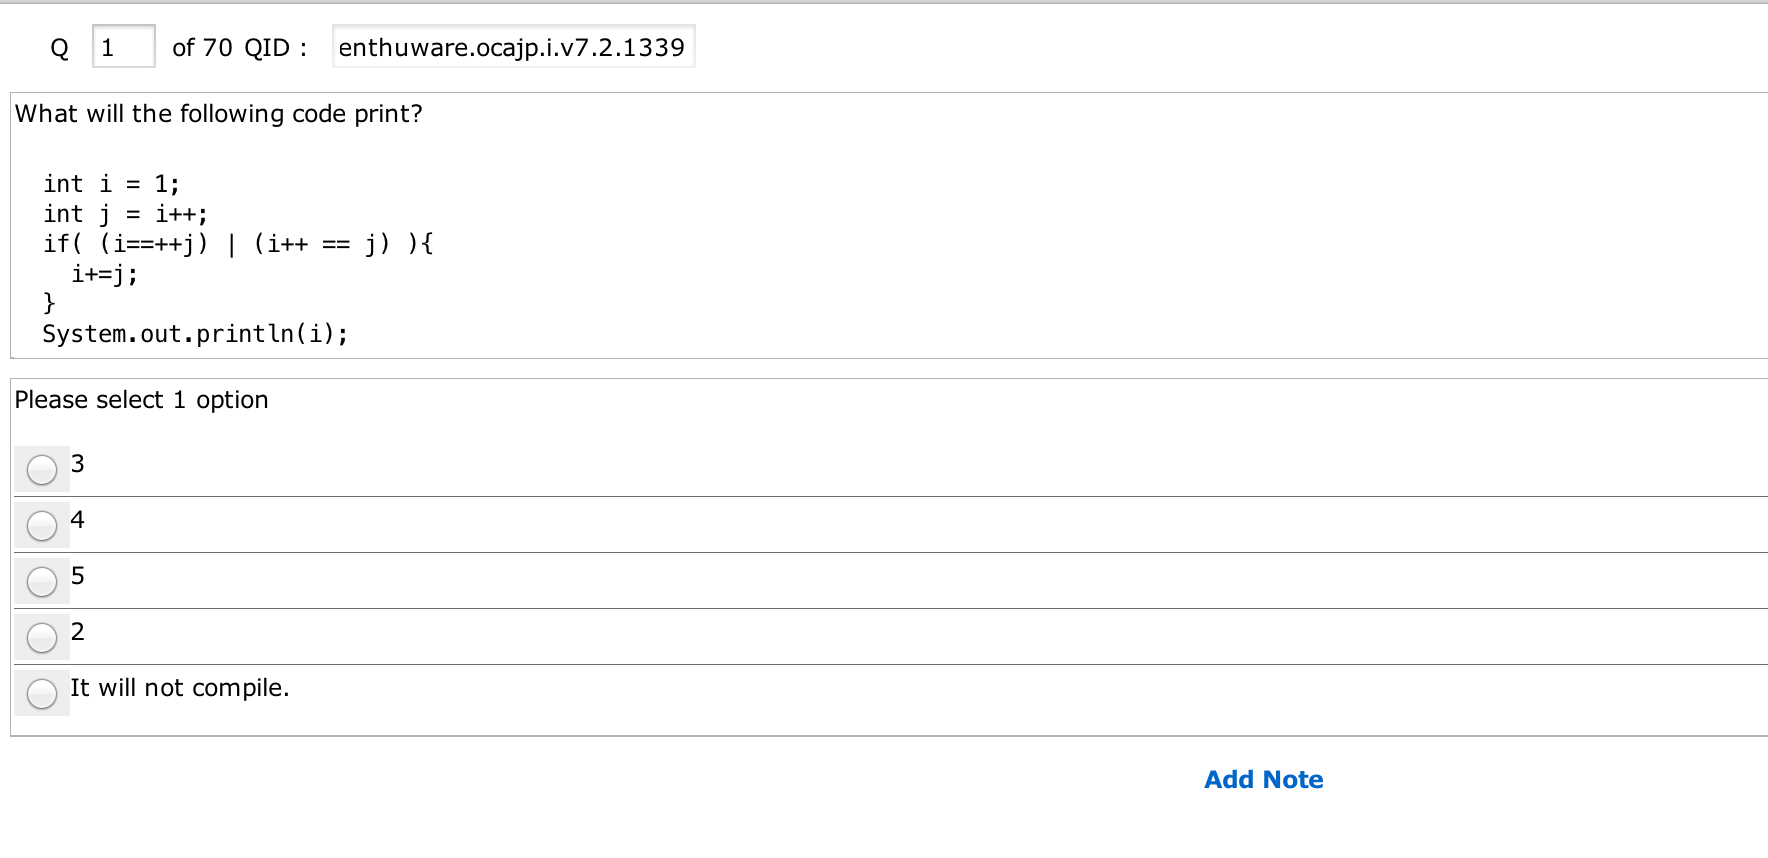 Q 1 of 70 QID : enthuware.ocajp.i.v7.2.1339
What will the following code print?
int i = 1;
int j = i++;
if( (i==++j) | (i++ == j) ){
i+=j;
}
System.out.println(i);
Please select 1 option
3
4
5
2
It will not compile.
Add Note